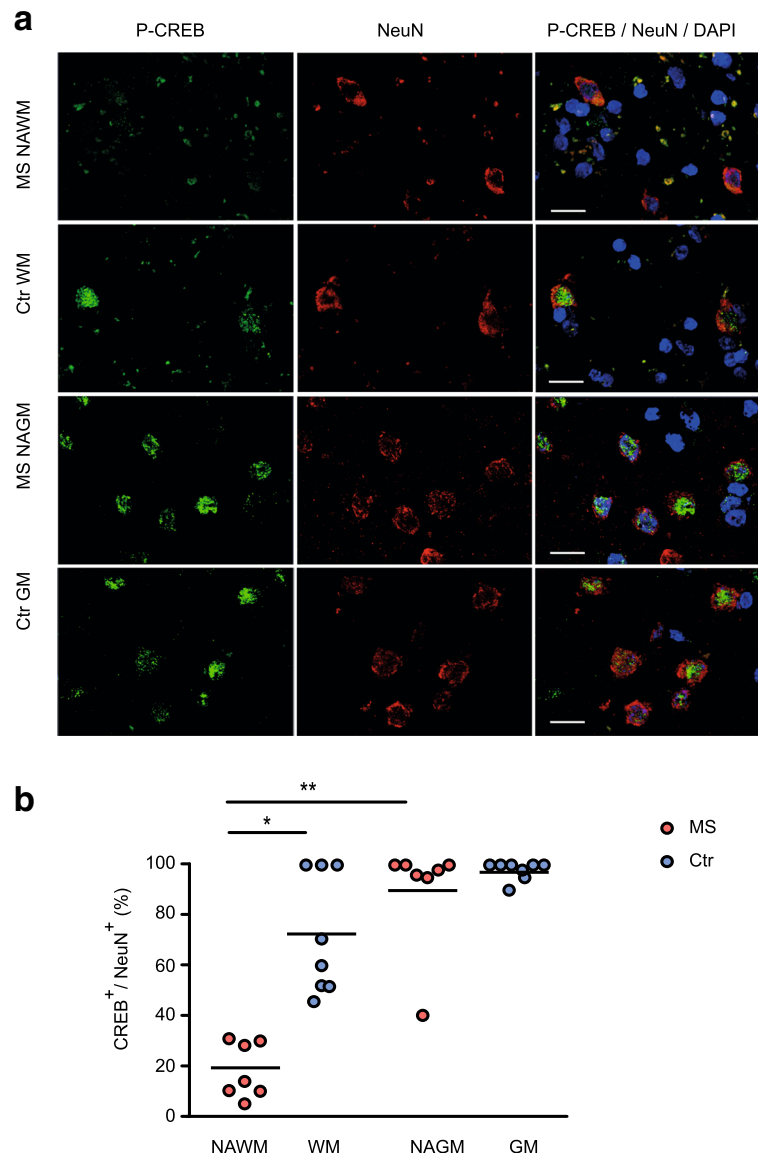 a
P-CREB NeuN P-CREB / NeuN / DAPI
MS NAWM
Ctr WM
MS NAGM
Ctr GM
b
**
*
MS
Ctr
CREB+/ NeuN+ (%)
100
80
60
40
20
0
NAWM WM NAGM GM